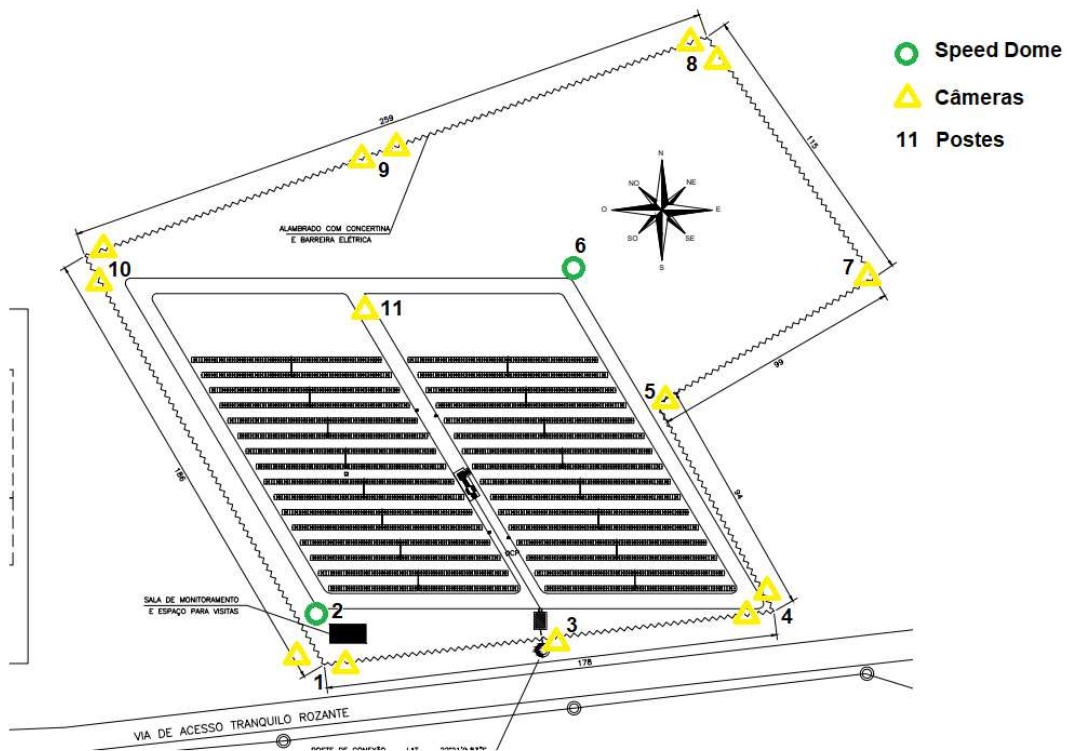 Speed Dome
Câmeras
11 Postes
8
259
115
9
N
NO
NE
O
E
SO
SE
S
ALAMBRADO COM CONCERTINA
E BARREIRA ELÉTRICA
10
6
7
11
99
5
186
94
QCP
SALA DE MONITORAMENTO
E ESPAÇO PARA VISITAS
2
3
4
1
178
VIA DE ACESSO TRANQUILO ROZANTE
POSTE DE CONEXÃO LAT